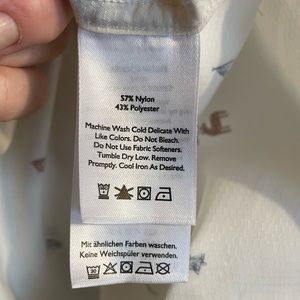 57% Nylon
43% Polyester
Machine Wash Cold Delicate With
Like Colors. Do Not Bleach.
Do Not Use Fabric Softeners.
Tumble Dry Low. Remove
Promptly. Cool Iron As Desired.
Mit ähnlichen Farben waschen.
Keine Weichspüler verwenden.
30